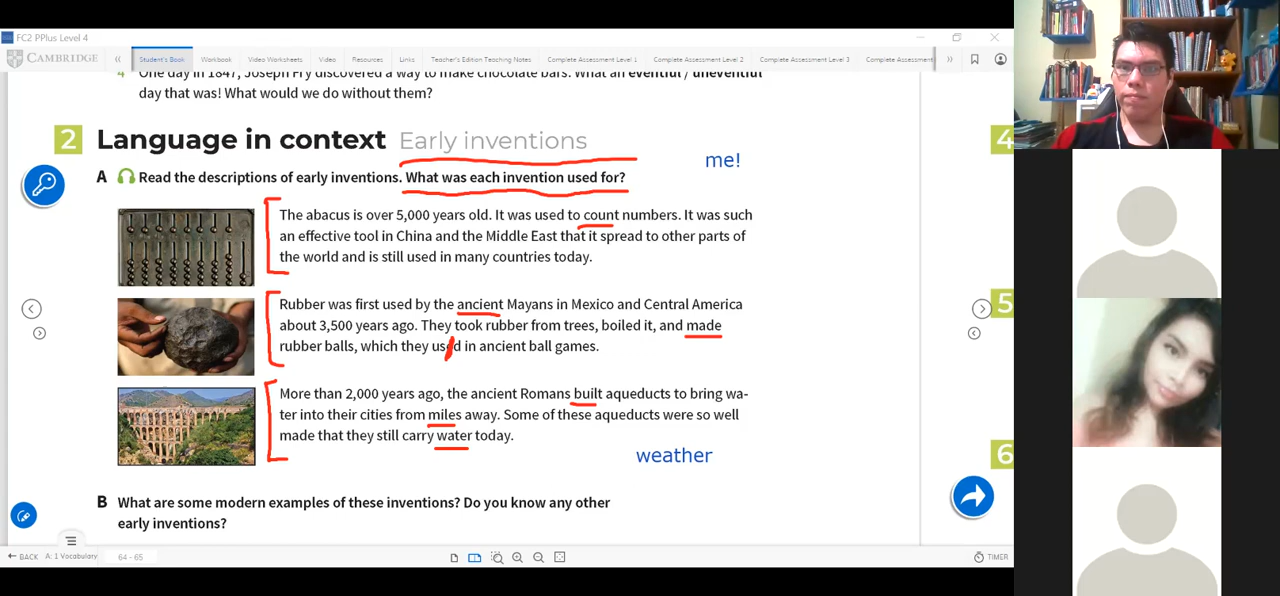 FC2 PPlus Level 4
CAMBRIDGE
Student's Book
Workbook
Video Worksheets
Video
Resources
Links
Teacher's Edition Teaching Notes
Complete Assessment Level 1
Complete Assessment Level 2
Complete Assessment Level 3
Complete Assessment
4 One day in 1847, Joseph Fry discovered a way to make chocolate bars. What an eventful / uneventful
day that was! What would we do without them?
2 Language in context Early inventions
4
me!
A Read the descriptions of early inventions. What was each invention used for?
The abacus is over 5,000 years old. It was used to count numbers. It was such
an effective tool in China and the Middle East that it spread to other parts of
the world and is still used in many countries today.
Rubber was first used by the ancient Mayans in Mexico and Central America
about 3,500 years ago. They took rubber from trees, boiled it, and made
rubber balls, which they used in ancient ball games.
5
More than 2,000 years ago, the ancient Romans built aqueducts to bring wa-
ter into their cities from miles away. Some of these aqueducts were so well
made that they still carry water today.
weather
6
B What are some modern examples of these inventions? Do you know any other
early inventions?
BACK
A: 1 Vocabulary
64 - 65
TIMER